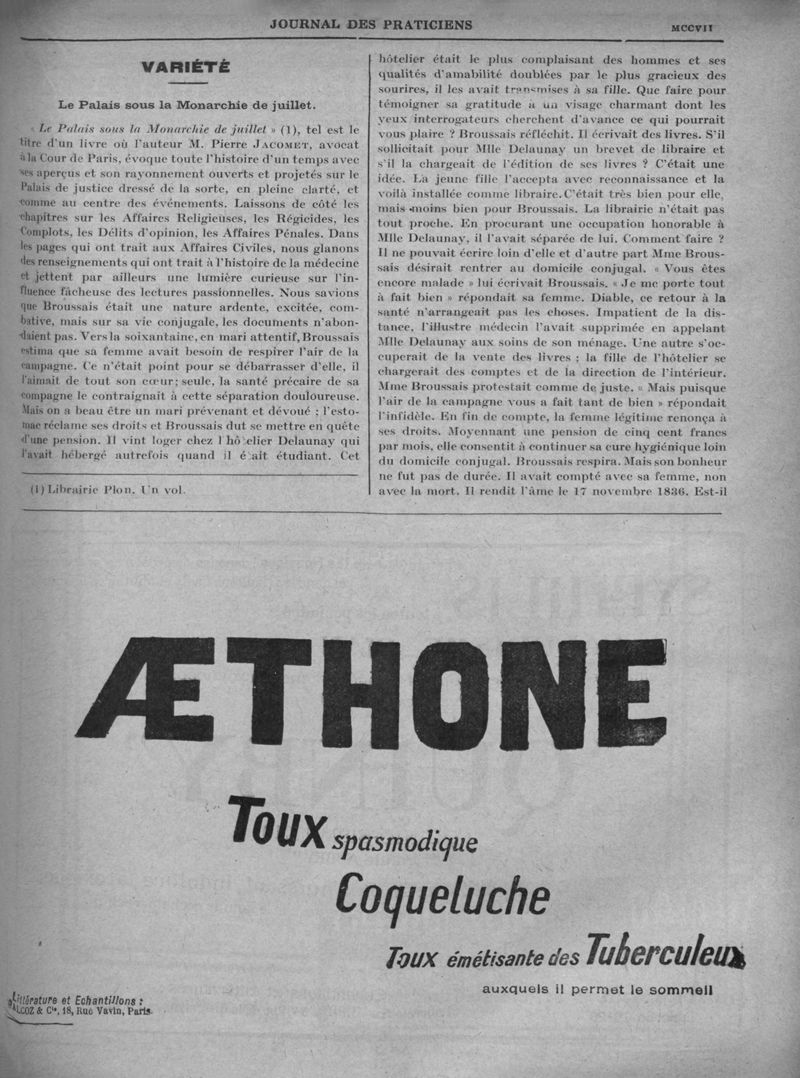 JOURNAL DES PRATICIENS
MCCVII
VARIÉTÉ
Le Palais sous la Monarchie de juillet.
« Le Palais sous la Monarchie de juillet » (1), tel est le
titre d'un livre où l'auteur M. Pierre JACOMET, avocat
à la Cour de Paris, évoque toute l'histoire d'un temps avec
ses aperçus et son rayonnement ouverts et projetés sur le
Palais de justice dressé de la sorte, en pleine clarté, et
comme au centre des événements. Laissons de côté les
chapitres sur les Affaires Religieuses, les Régicides, les
Complots, les Délits d'opinion, les Affaires Pénales. Dans
les pages qui ont trait aux Affaires Civiles, nous glanons
des renseignements qui ont trait à l'histoire de la médecine
et jettent par ailleurs une lumière curieuse sur l'in-
fluence fâcheuse des lectures passionnelles. Nous savions
que Broussais était une nature ardente, excitée, com-
bative, mais sur sa vie conjugale, les documents n'abon-
daient pas. Vers la soixantaine, en mari attentif, Broussais
estima que sa femme avait besoin de respirer l'air de la
campagne. Ce n'était point pour se débarrasser d'elle, il
l'aimait de tout son cœur; seule, la santé précaire de sa
compagne le contraignait à cette séparation douloureuse.
Mais on a beau être un mari prévenant et dévoué ; l'esto-
mac réclame ses droits et Broussais dut se mettre en quête
d'une pension. Il vint loger chez l hôtelier Delaunay qui
l'avait hébergé autrefois quand il était étudiant. Cet
(1) Librairie Plon. Un vol.
hôtelier était le plus complaisant des hommes et ses
qualités d'amabilité doublées par le plus gracieux des
sourires, il les avait transmises à sa fille. Que faire pour
témoigner sa gratitude à un visage charmant dont les
yeux interrogateurs cherchent d'avance ce qui pourrait
vous plaire ? Broussais réfléchit. Il écrivait des livres. S'il
sollicitait pour Mlle Delaunay un brevet de libraire et
s'il la chargeait de l'édition de ses livres ? C'était une
idée. La jeune fille l'accepta avec reconnaissance et la
voilà installée comme libraire. C'était très bien pour elle,
mais moins bien pour Broussais. La librairie n'était pas
tout proche. En procurant une occupation honorable à
Mlle Delaunay, il l'avait séparée de lui. Comment faire ?
Il ne pouvait écrire loin d'elle et d'autre part Mme Brous-
sais désirait rentrer au domicile conjugal. « Vous êtes
encore malade » lui écrivait Broussais. « Je me porte tout
à fait bien » répondait sa femme. Diable, ce retour à la
santé n'arrangeait pas les choses. Impatient de la dis-
tance, l'illustre médecin l'avait supprimée en appelant
Mlle Delaunay aux soins de son ménage. Une autre s'oc-
cuperait de la vente des livres ; la fille de l'hôtelier se
chargerait des comptes et de la direction de l'intérieur.
Mme Broussais protestait comme de juste. « Mais puisque
l'air de la campagne vous a fait tant de bien » répondait
l'infidèle. En fin de compte, la femme légitime renonça à
ses droits. Moyennant une pension de cinq cent francs
par mois, elle consentit à continuer sa cure hygiénique loin
du domicile conjugal. Broussais respira. Mais son bonheur
ne fut pas de durée. Il avait compté avec sa femme, non
avec la mort. Il rendit l'âme le 17 novembre 1836. Est-il
ÆTHONE
Toux spasmodique
Coqueluche
Toux émétisante des Tuberculeux
auxquels il permet le sommeil
Littérature et Echantillons :
& Cie, 18, Rue Vavin, Paris.